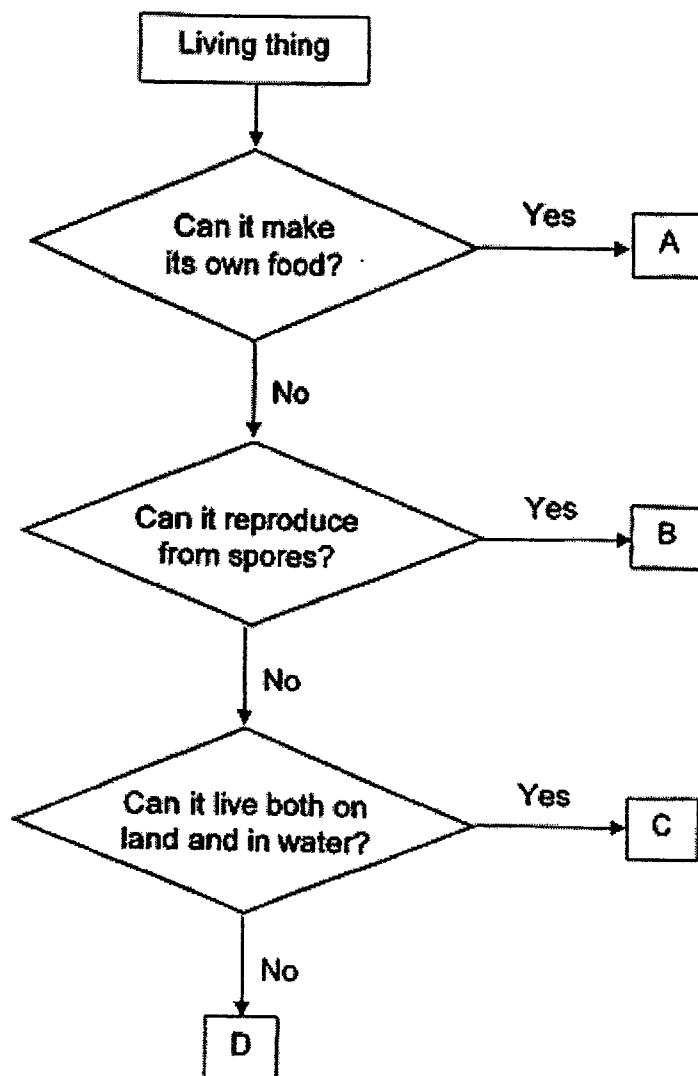 Living thing
Can it make
its own food?
Yes
A
No
Can it reproduce
from spores?
Yes
B
No
Can it live both on
land and in water?
Yes
C
No
D